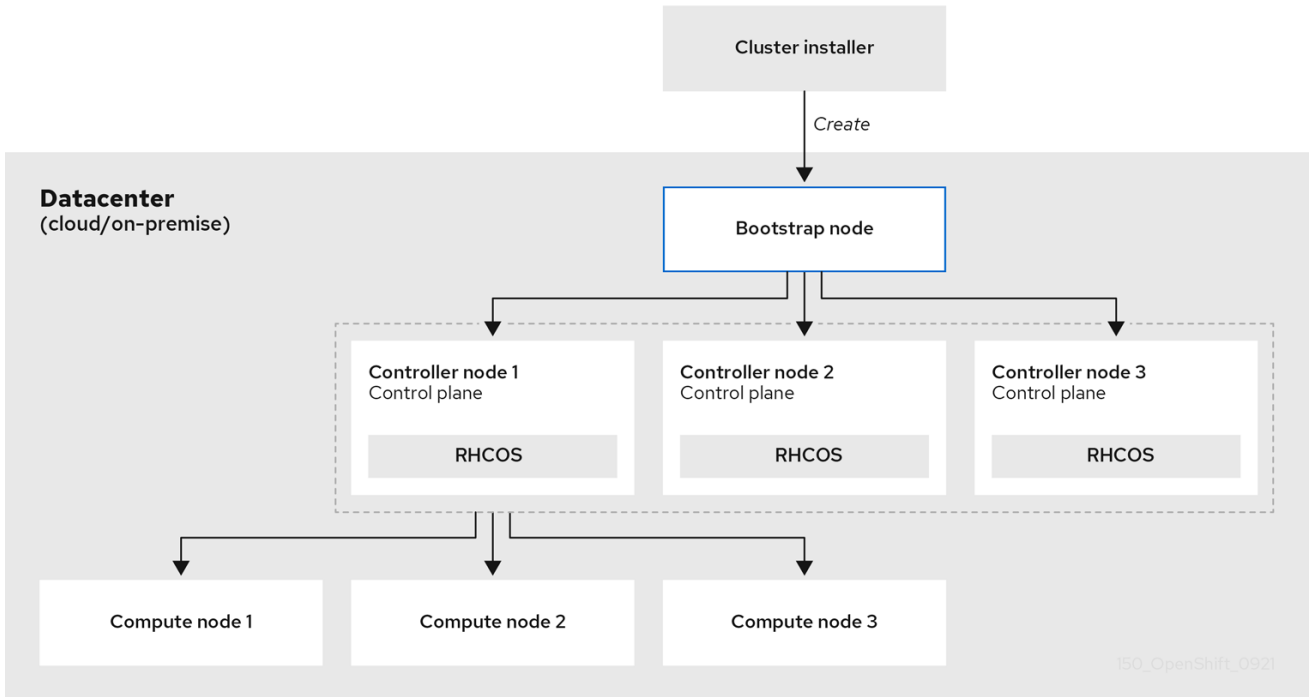 Cluster installer
Create
Datacenter
(cloud/on-premise)
Bootstrap node
Controller node 1
Control plane
RHCOS
Controller node 2
Control plane
RHCOS
Controller node 3
Control plane
RHCOS
Compute node 1
Compute node 2
Compute node 3
150_OpenShift_0921